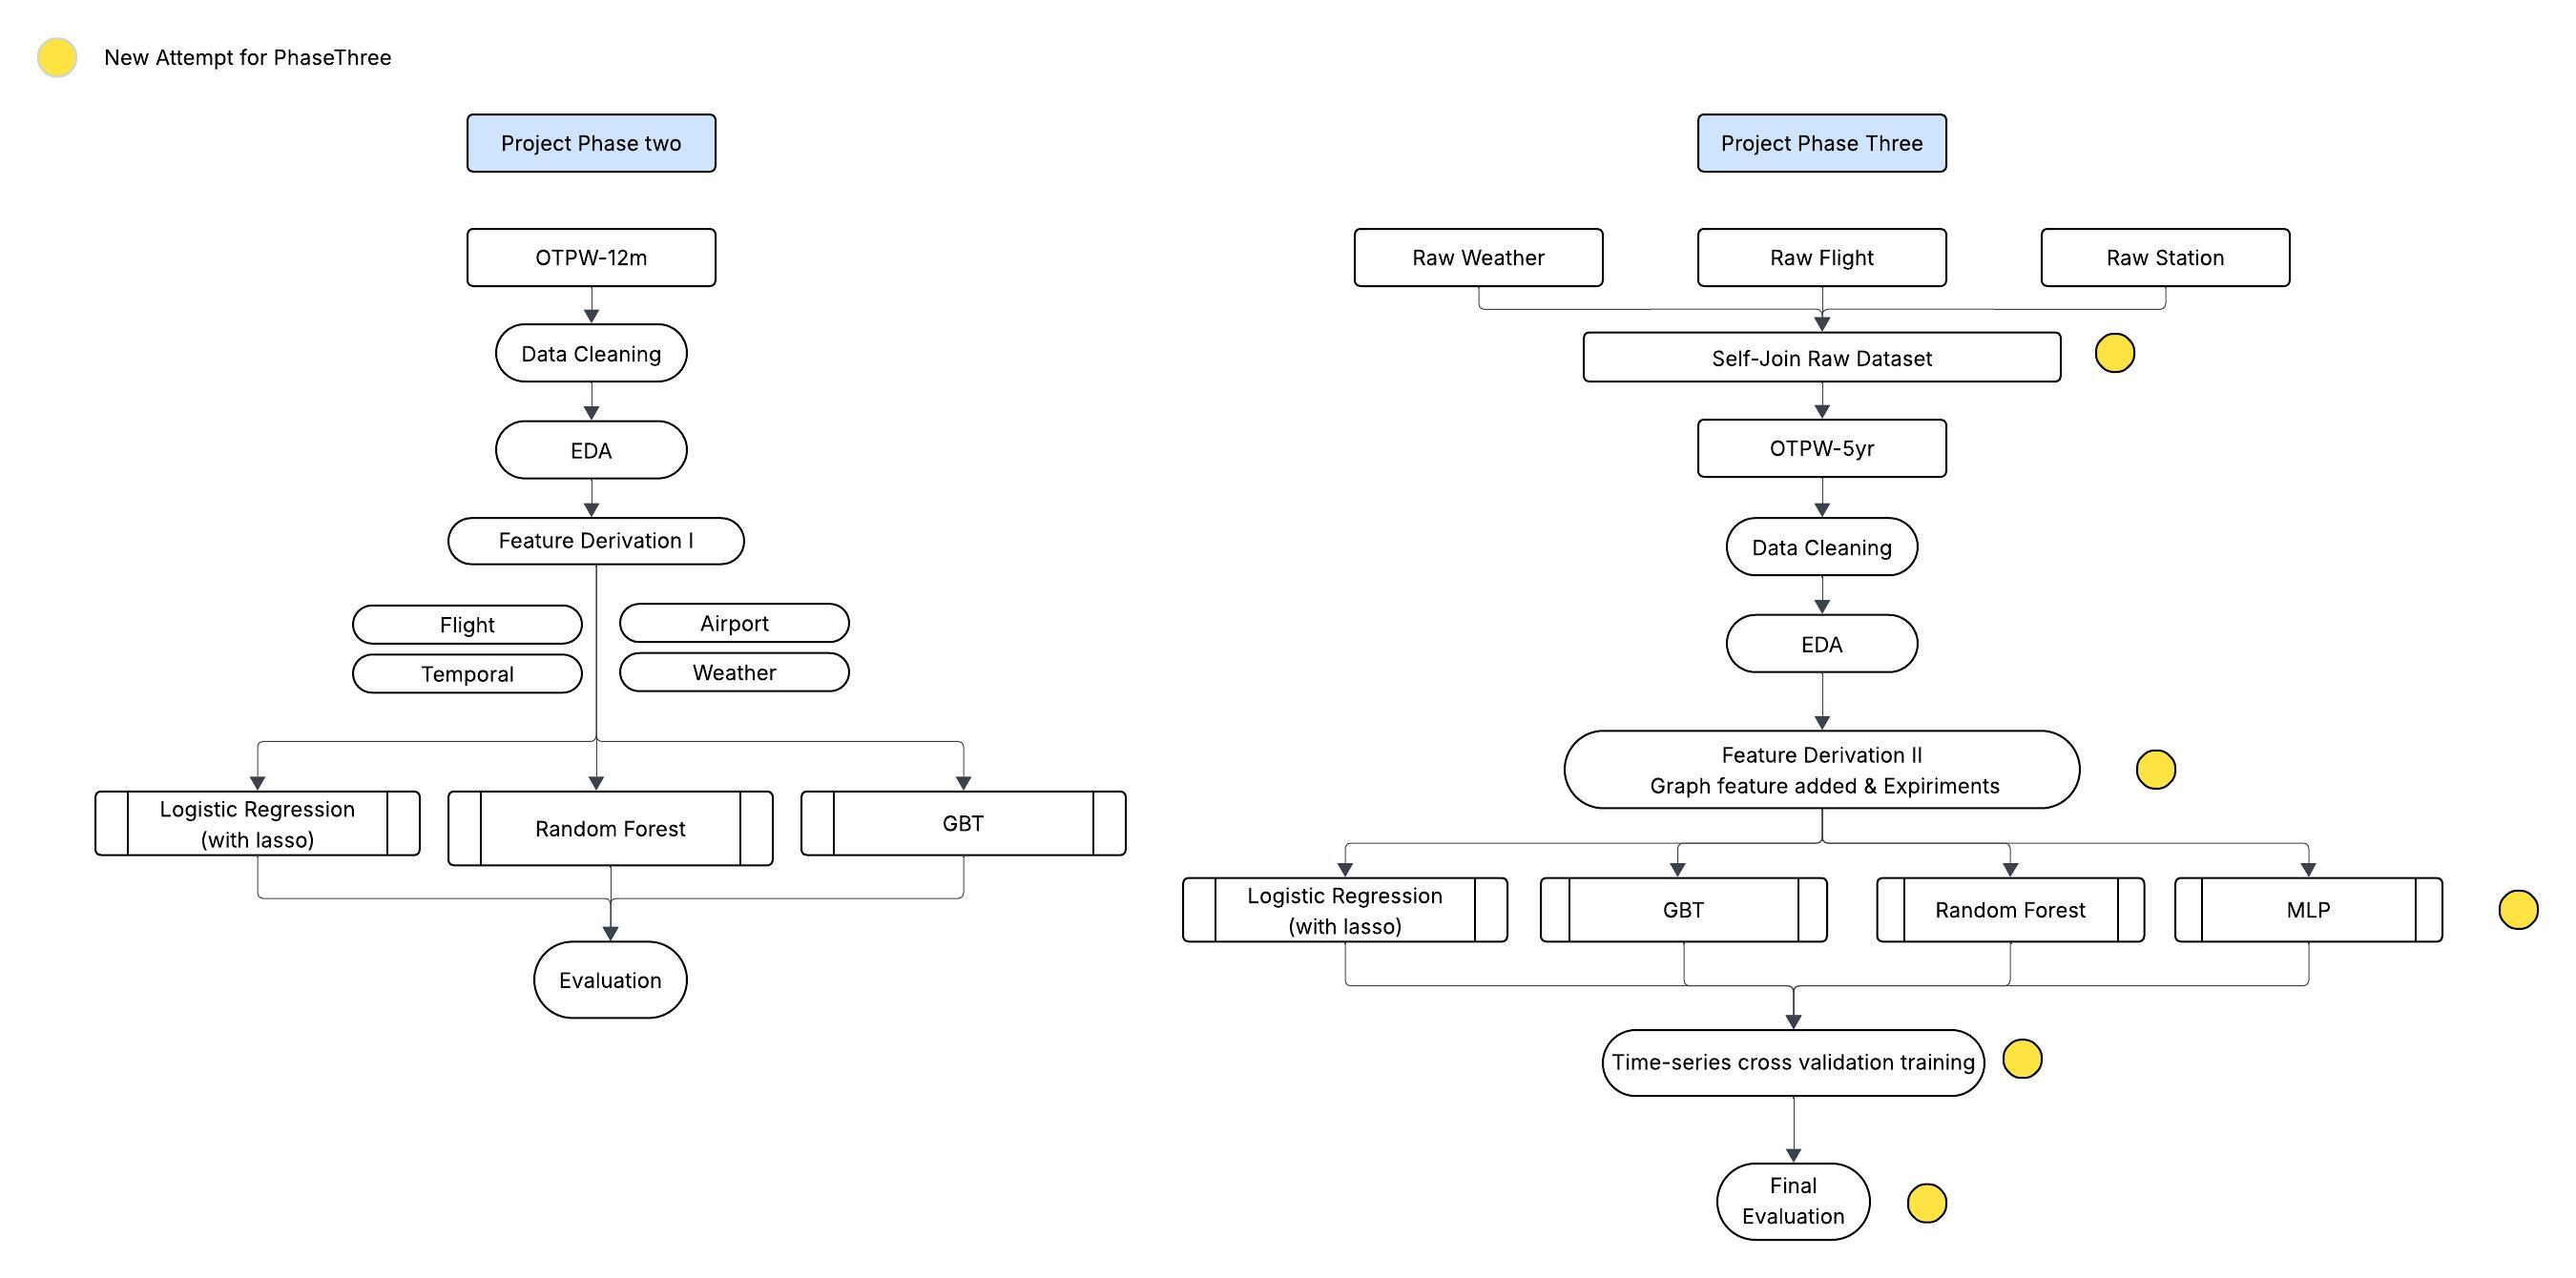 New Attempt for PhaseThree
Project Phase two
OTPW-12m
Data Cleaning
EDA
Feature Derivation I
Flight
Airport
Temporal
Weather
Logistic Regression
(with lasso)
Random Forest
GBT
Evaluation
Project Phase Three
Raw Weather
Raw Flight
Raw Station
Self-Join Raw Dataset
OTPW-5yr
Data Cleaning
EDA
Feature Derivation II
Graph feature added & Expiriments
Logistic Regression
(with lasso)
GBT
Random Forest
MLP
Time-series cross validation training
Final
Evaluation